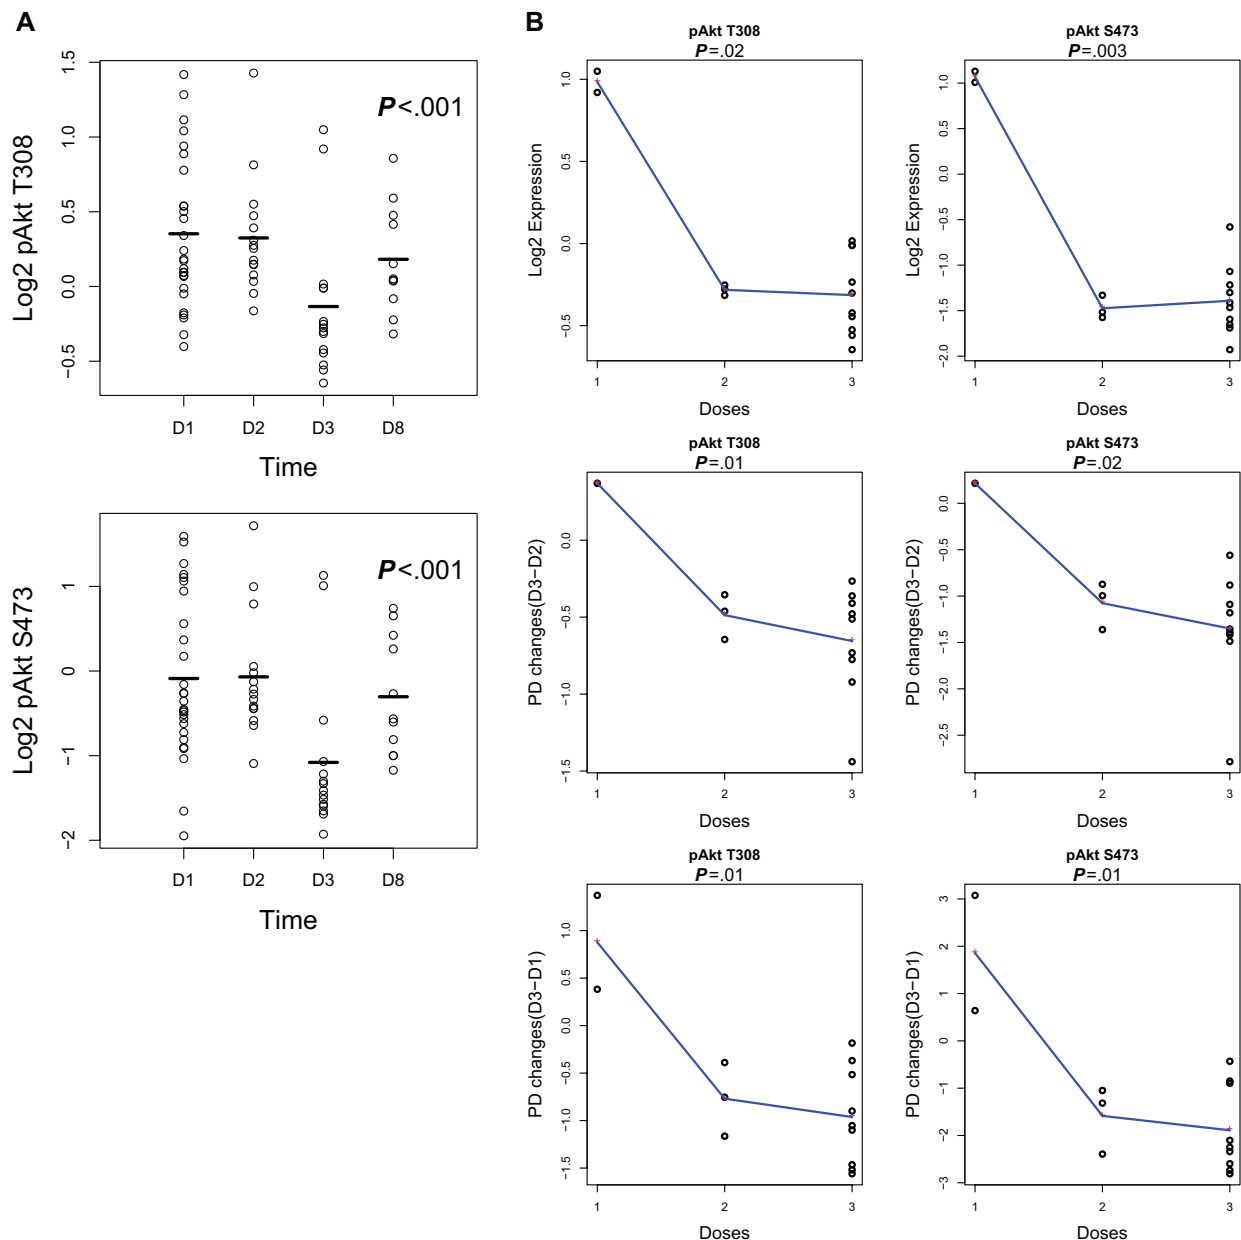 A
Log2 pAkt T308
1.5
1.0
0.5
0.0
−0.5
P<.001
D1 D2 D3 D8
Time
Log2 pAkt S473
1
0
−1
−2
P<.001
D1 D2 D3 D8
Time
B
pAkt T308
P=.02
Log2 Expression
1.0
0.5
0.0
−0.5
1 2 3
Doses
pAkt S473
P=.003
Log2 Expression
1.0
0.5
0.0
−0.5
−1.0
−1.5
−2.0
1 2 3
Doses
pAkt T308
P=.01
PD changes(D3−D2)
0.0
−0.5
−1.0
−1.5
1 2 3
Doses
pAkt S473
P=.02
PD changes(D3−D2)
0.0
−0.5
−1.0
−1.5
−2.0
−2.5
1 2 3
Doses
pAkt T308
P=.01
PD changes(D3−D1)
1.0
0.5
0.0
−0.5
−1.0
−1.5
1 2 3
Doses
pAkt S473
P=.01
PD changes(D3−D1)
3
2
1
0
−1
−2
−3
1 2 3
Doses